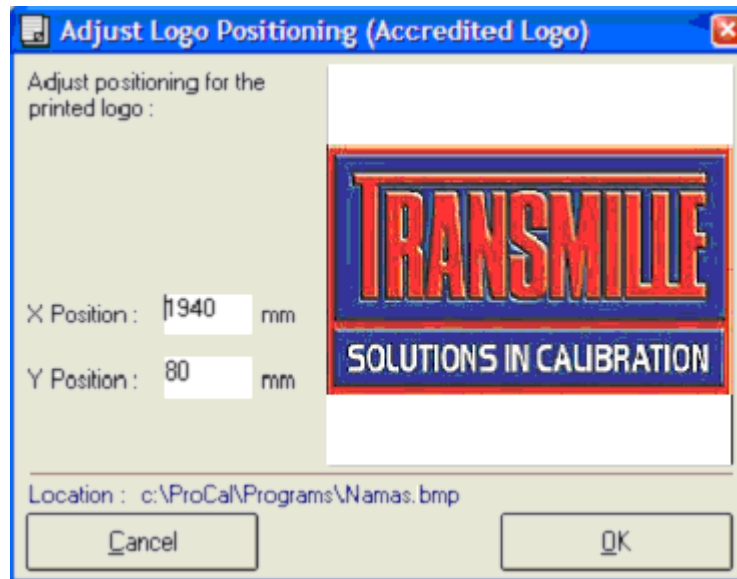 Adjust Logo Positioning (Accredited Logo)
Adjust positioning for the
printed logo :
TRANSMILLE
SOLUTIONS IN CALIBRATION
X Position : 1940 mm
Y Position : 80 mm
Location : c:\ProCal\Programs\Namas.bmp
Cancel OK